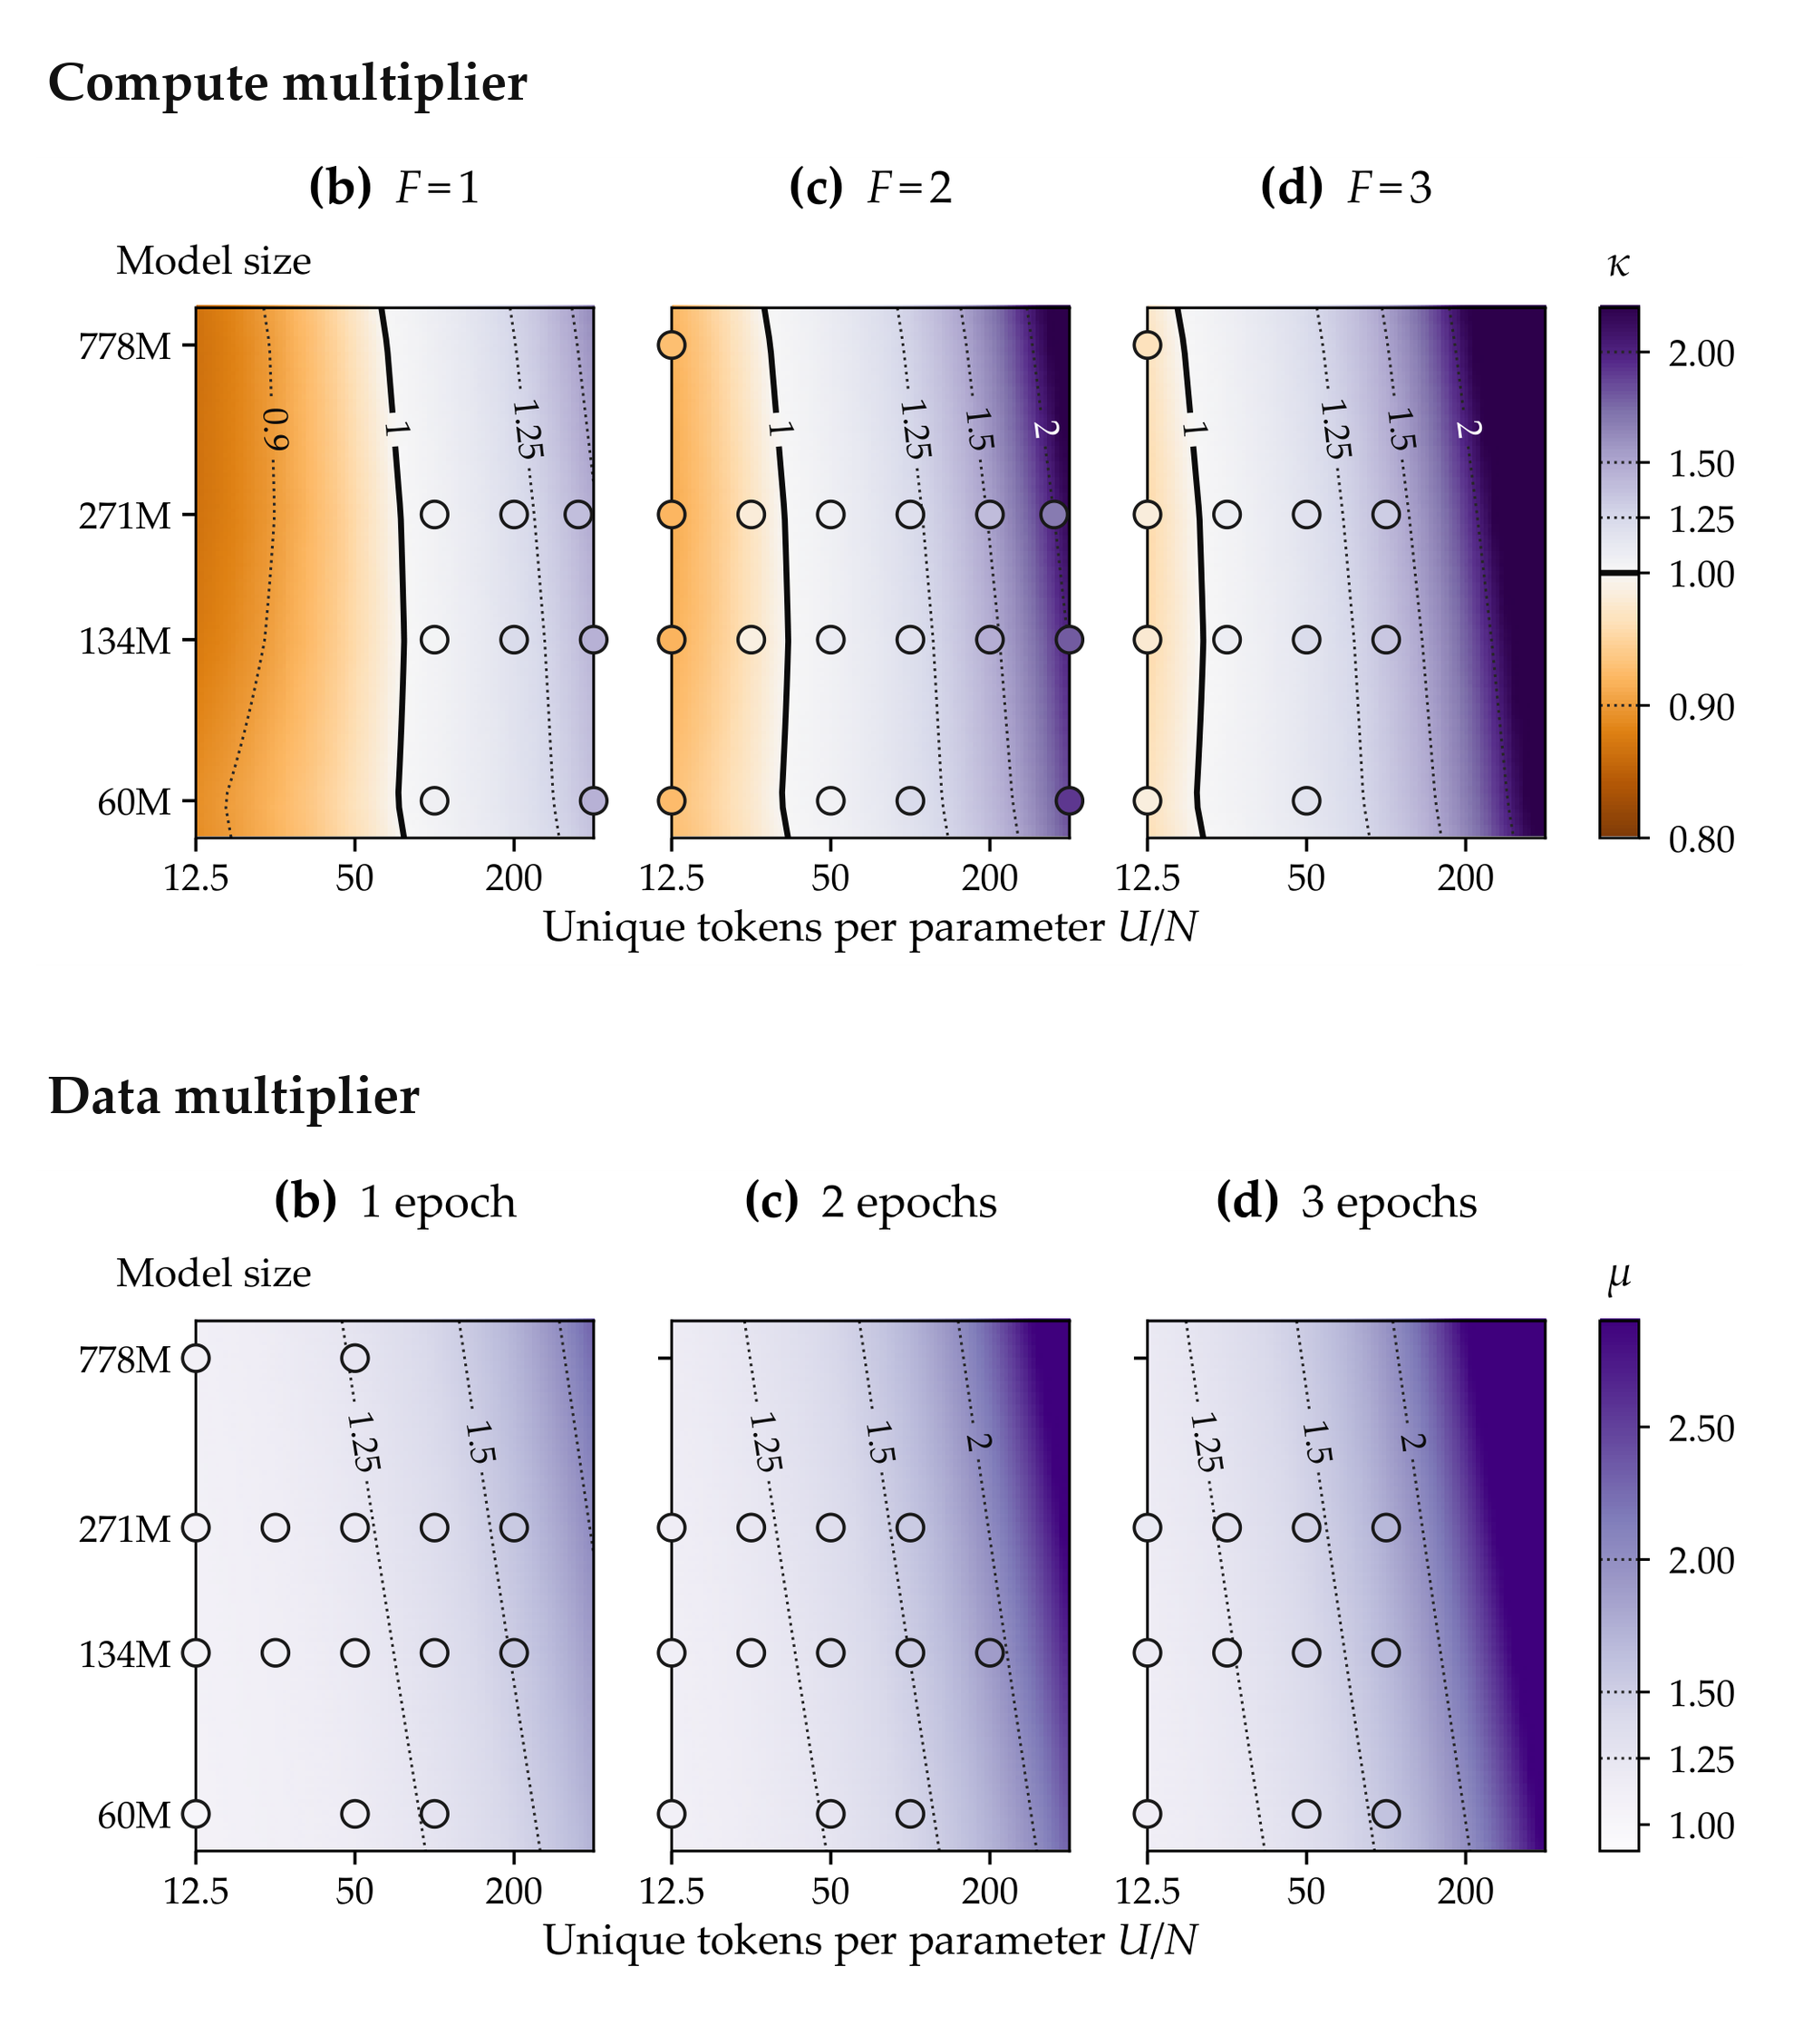 Compute multiplier
(b) F = 1
(c) F = 2
(d) F = 3
Model size
κ
778M
271M
134M
60M
0.9
1
1.25
1
1.25
1.5
2
1
1.25
1.5
2
2.00
1.50
1.25
1.00
0.90
0.80
12.5 50 200
12.5 50 200
12.5 50 200
Unique tokens per parameter U/N
Data multiplier
(b) 1 epoch
(c) 2 epochs
(d) 3 epochs
Model size
μ
778M
271M
134M
60M
1.25
1.5
1.25
1.5
2
1.25
1.5
2
2.50
2.00
1.50
1.25
1.00
12.5 50 200
12.5 50 200
12.5 50 200
Unique tokens per parameter U/N